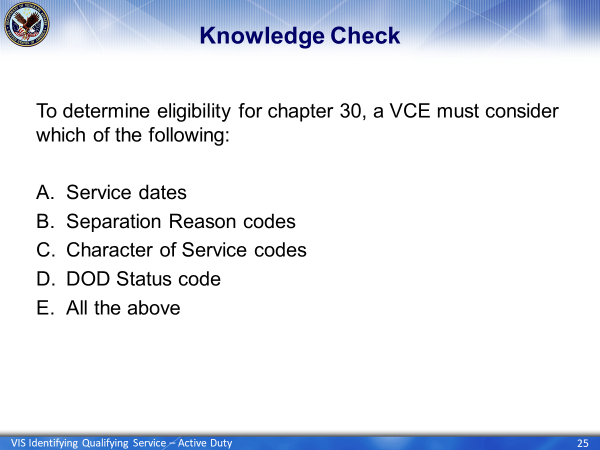 Knowledge Check
To determine eligibility for chapter 30, a VCE must consider
which of the following:
A. Service dates
B. Separation Reason codes
C. Character of Service codes
D. DOD Status code
E. All the above
VIS Identifying Qualifying Service – Active Duty
25